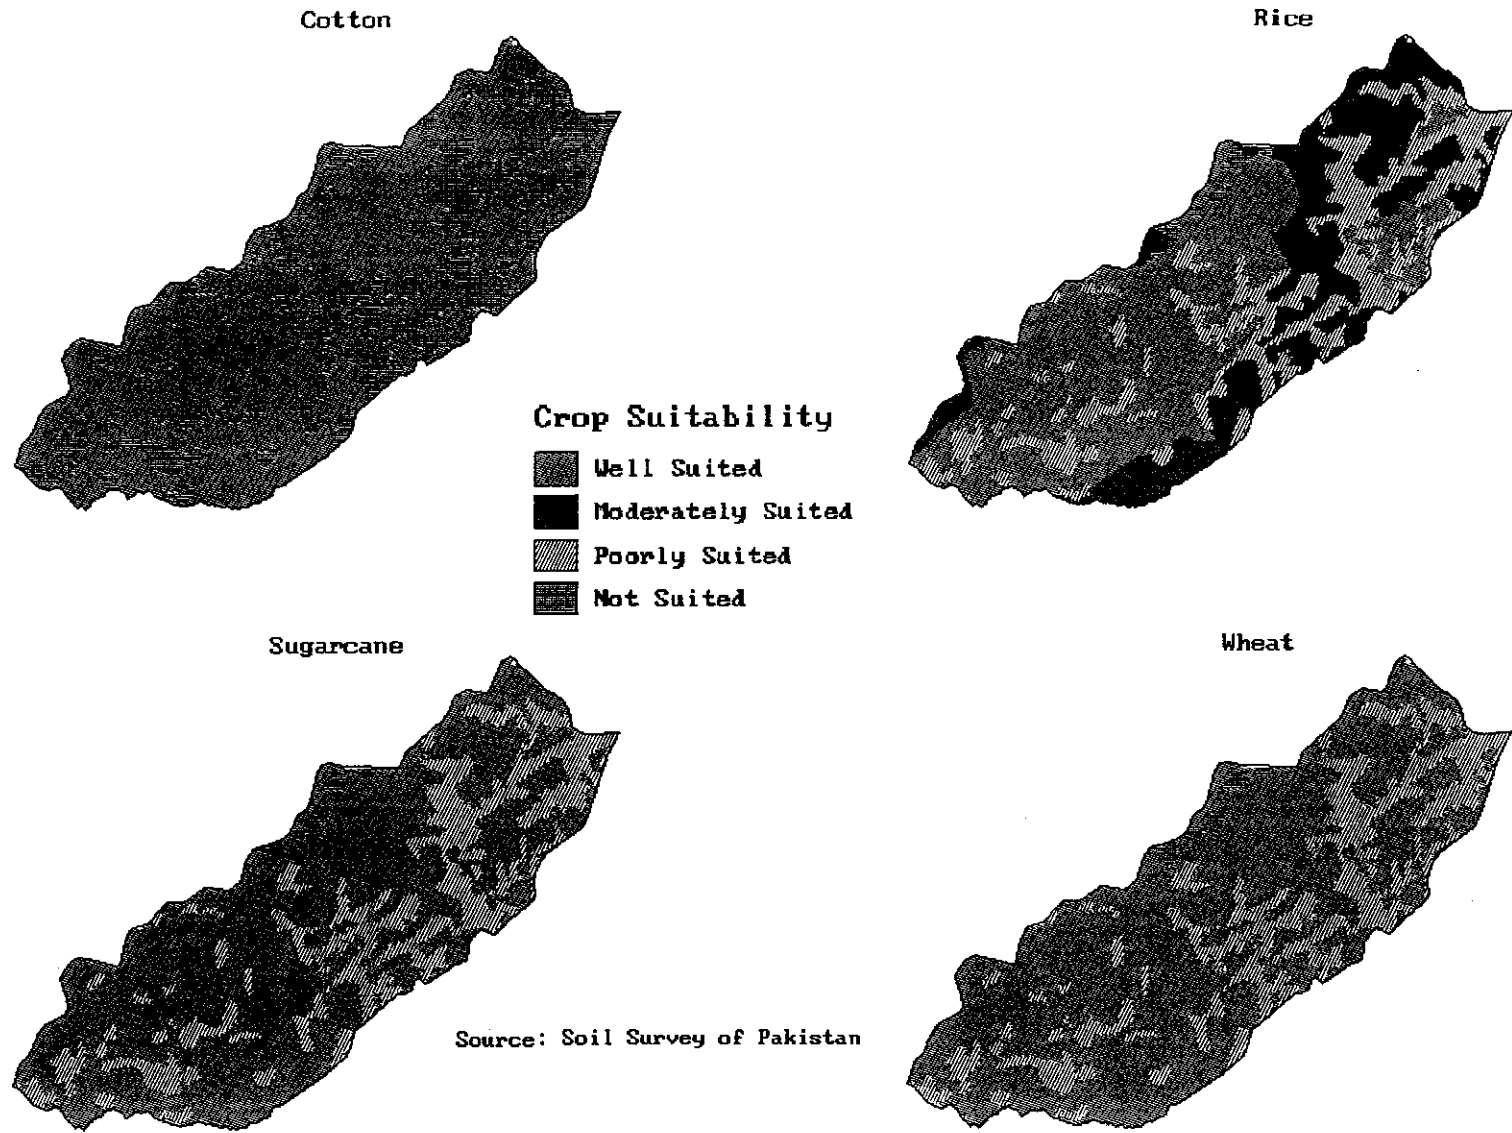 Cotton
Rice
Crop Suitability
Well Suited
Moderately Suited
Poorly Suited
Not Suited
Sugarcane
Wheat
Source: Soil Survey of Pakistan